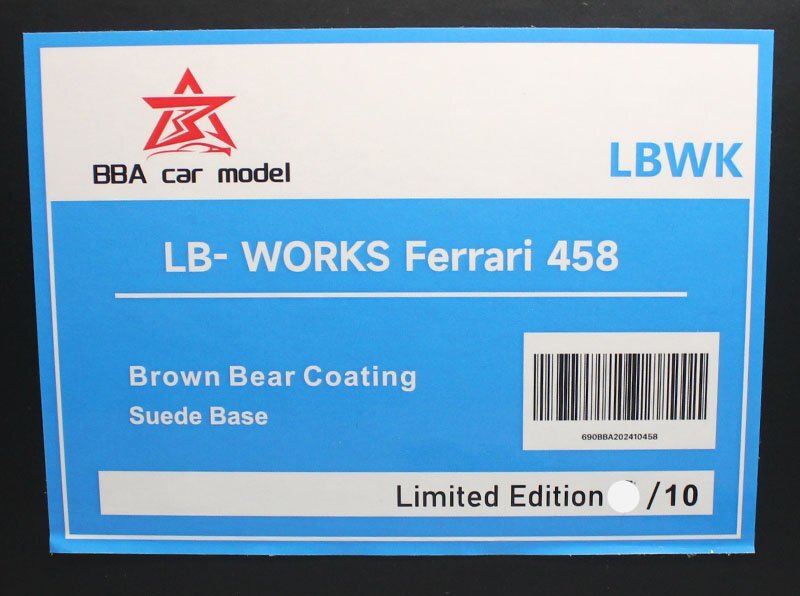 BBA car model
LBWK
LB- WORKS Ferrari 458
Brown Bear Coating
Suede Base
690BBA202410458
Limited Edition /10